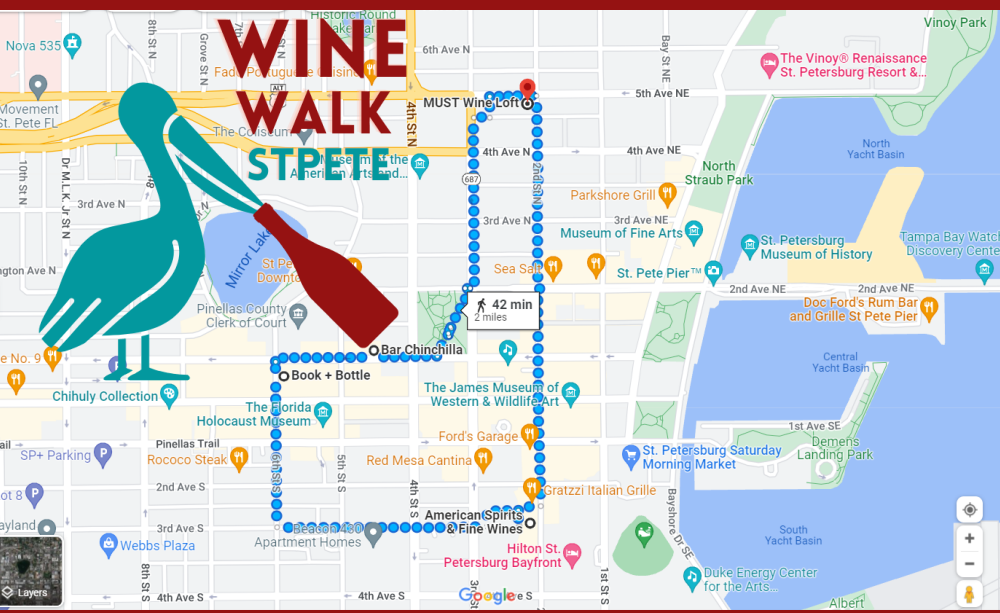 WINE
WALK
STPETE
Historic Round
Vinoy Park
Nova 535
8th St N
Grove St N
7th
St N
6th Ave N
Bay St NE
Fado Portuguese Cuisine
The Vinoy® Renaissance
St. Petersburg Resort &...
Movement
St. Pete FL
MUST Wine Loft
5th Ave N
4th St N
The Coliseum
North
Yacht Basin
10th St N
Dr M.L.K. Jr St N
Museum of the
American Arts and...
4th Ave N
4th Ave NE
687
2nd St N
North
Straub Park
Parkshore Grill
3rd Ave N
3rd Ave N
3rd Ave NE
Museum of Fine Arts
St. Petersburg
Museum of History
Tampa Bay Watch
Discovery Center
Mirror Lake
ngton Ave N
Sea Salt
St. Pete Pier™
2nd Ave NE
2nd Ave NE
Pinellas County
Clerk of Court
42 min
2 miles
Doc Ford's Rum Bar
and Grille St Pete Pier
Bar Chinchilla
e No. 9
Book + Bottle
Central
Yacht Basin
Chihuly Collection
The James Museum of
Western & Wildlife Art
The Florida
Holocaust Museum
1st Ave SE
Pinellas Trail
Ford's Garage
Demens
Landing Park
SP+ Parking
Rococo Steak
6th St S
5th St S
Red Mesa Cantina
St. Petersburg Saturday
Morning Market
2nd Ave S
4th St S
Gratzzi Italian Grille
Bayshore Dr SE
3rd Ave S
American Spirits
& Fine Wines
Beacon 430
Apartment Homes
South
Yacht Basin
Webbs Plaza
Hilton St.
Petersburg Bayfront
8th St S
1st St S
Duke Energy Center
for the Arts...
Layers
4th Ave S
4th Ave S
Google
Albert